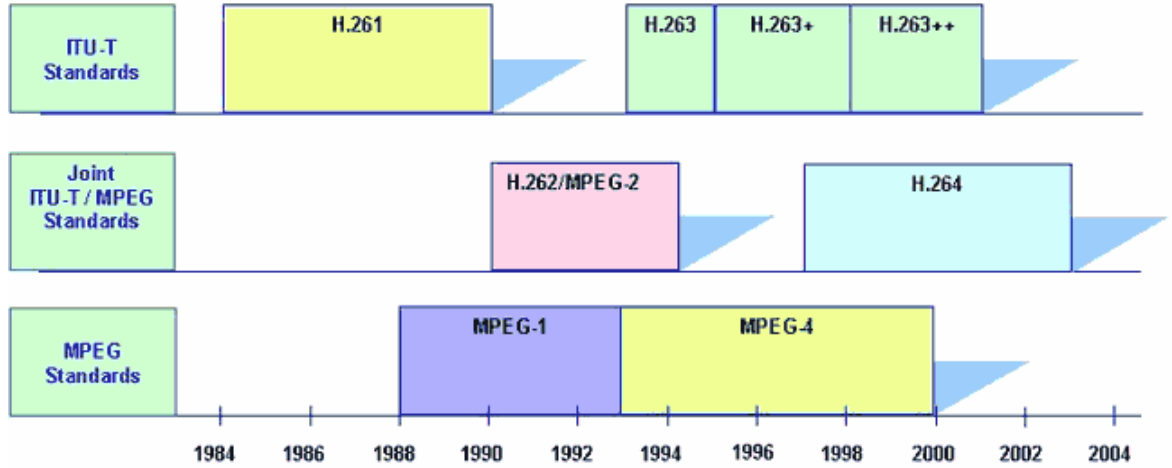 ITU-T
Standards
H.261
H.263
H.263+
H.263++
Joint
ITU-T / MPEG
Standards
H.262/MPEG-2
H.264
MPEG
Standards
MPEG-1
MPEG-4
1984
1986
1988
1990
1992
1994
1996
1998
2000
2002
2004